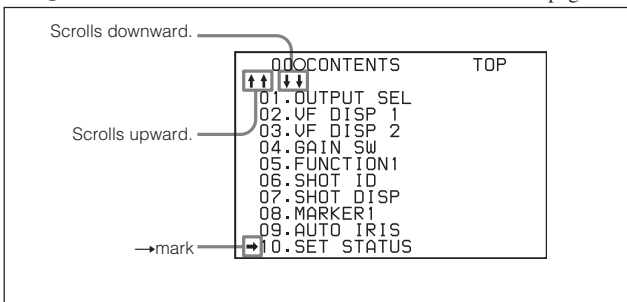 page
Scrolls downward.
00○CONTENTS TOP
↑↑ ↓↓
01.OUTPUT SEL
02.VF DISP 1
Scrolls upward.
03.VF DISP 2
04.GAIN SW
05.FUNCTION1
06.SHOT ID
07.SHOT DISP
08.MARKER1
09.AUTO IRIS
→mark
→10.SET STATUS